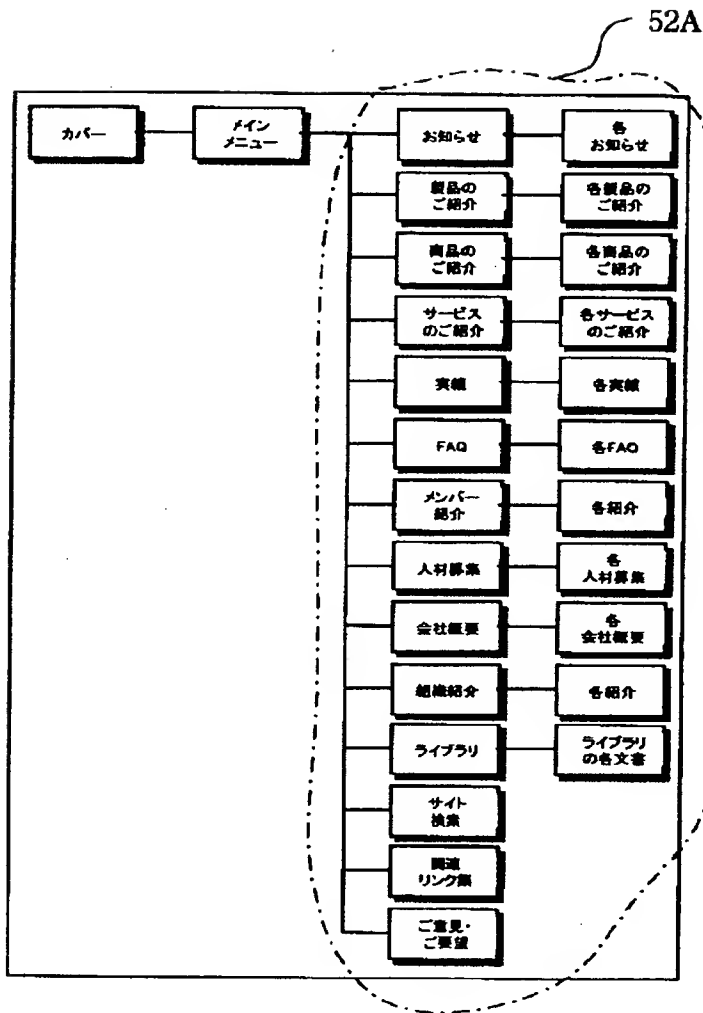 52A
カバー
メイン
メニュー
お知らせ
各
お知らせ
製品の
ご紹介
各製品の
ご紹介
商品の
ご紹介
各商品の
ご紹介
サービス
のご紹介
各サービス
のご紹介
実績
各実績
FAQ
各FAQ
メンバー
紹介
各紹介
人材募集
各
人材募集
会社概要
各
会社概要
組織紹介
各紹介
ライブラリ
ライブラリ
の各文書
サイト
検索
関連
リンク集
ご意見・
ご要望